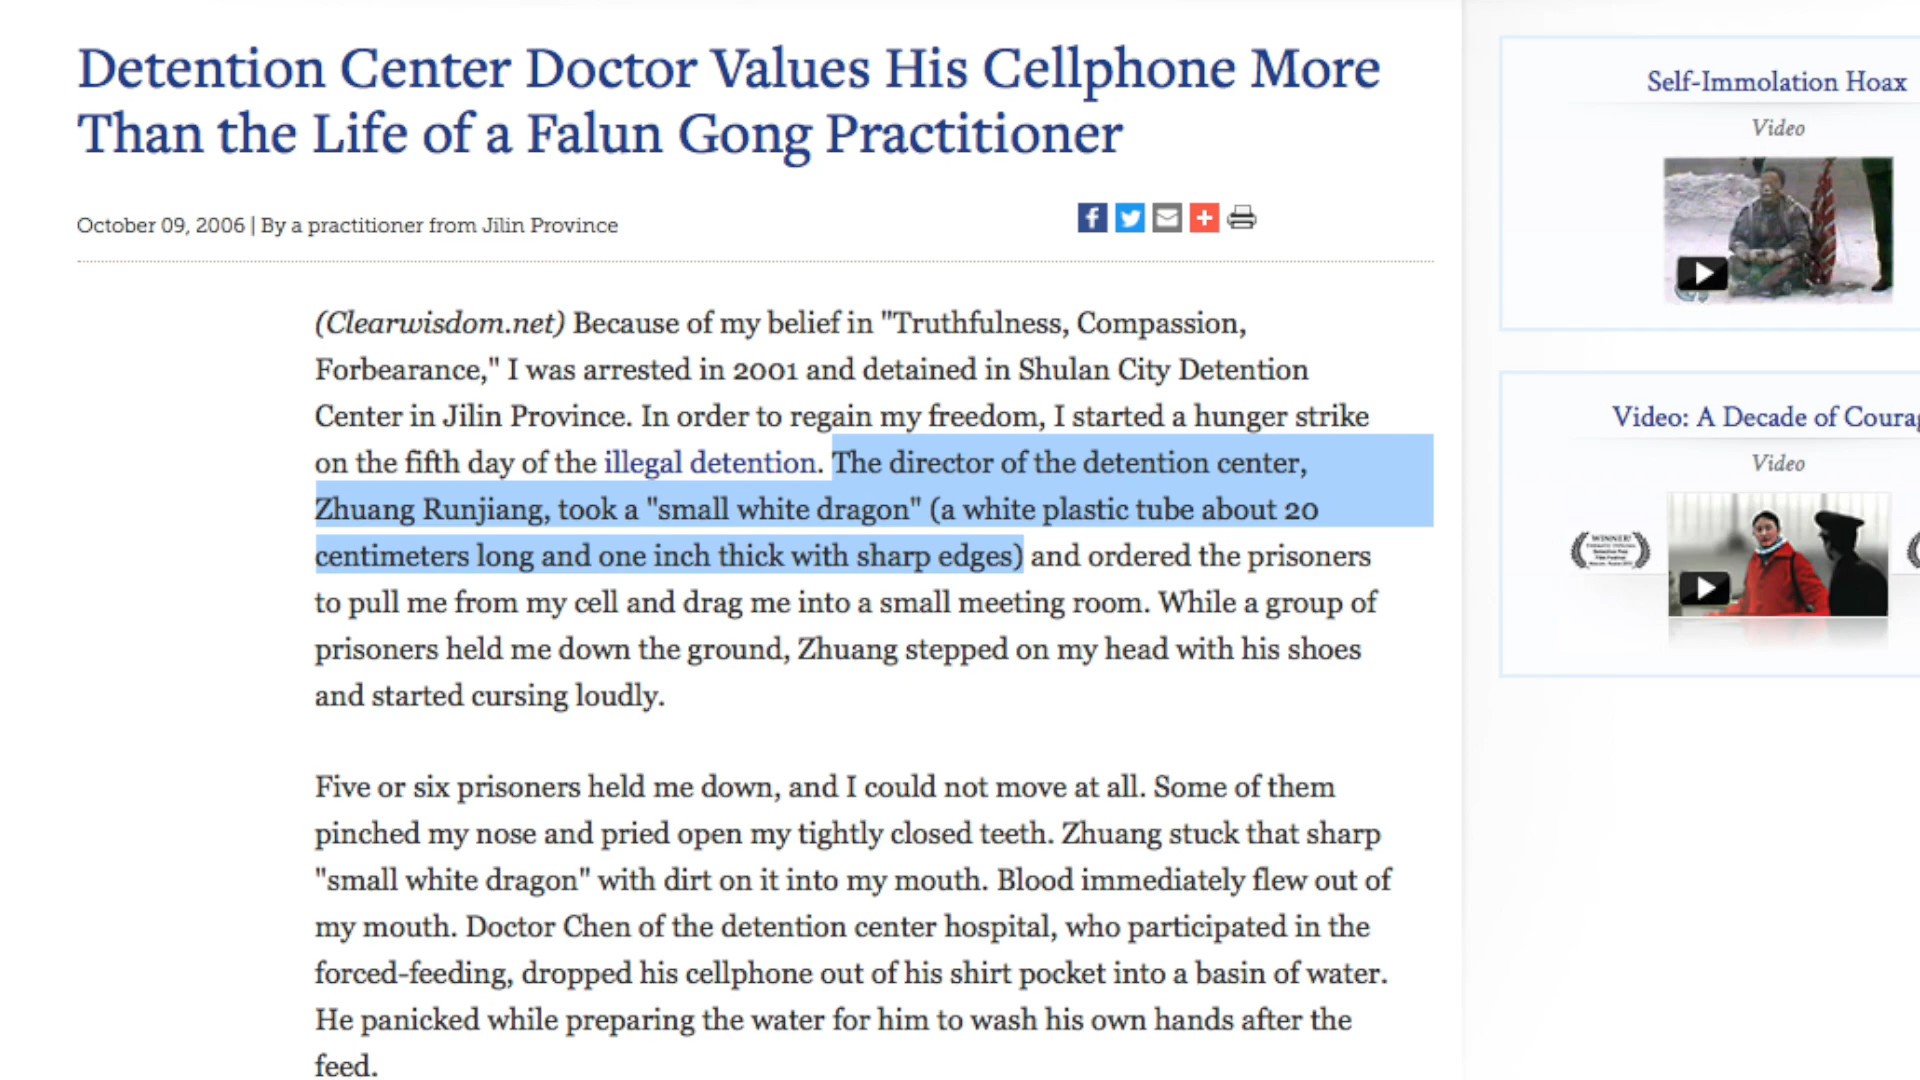 Detention Center Doctor Values His Cellphone More
Than the Life of a Falun Gong Practitioner
October 09, 2006 | By a practitioner from Jilin Province
(Clearwisdom.net) Because of my belief in "Truthfulness, Compassion,
Forbearance," I was arrested in 2001 and detained in Shulan City Detention
Center in Jilin Province. In order to regain my freedom, I started a hunger strike
on the fifth day of the illegal detention. The director of the detention center,
Zhuang Runjiang, took a "small white dragon" (a white plastic tube about 20
centimeters long and one inch thick with sharp edges) and ordered the prisoners
to pull me from my cell and drag me into a small meeting room. While a group of
prisoners held me down the ground, Zhuang stepped on my head with his shoes
and started cursing loudly.
Five or six prisoners held me down, and I could not move at all. Some of them
pinched my nose and pried open my tightly closed teeth. Zhuang stuck that sharp
"small white dragon" with dirt on it into my mouth. Blood immediately flew out of
my mouth. Doctor Chen of the detention center hospital, who participated in the
forced-feeding, dropped his cellphone out of his shirt pocket into a basin of water.
He panicked while preparing the water for him to wash his own hands after the
feed.
Self-Immolation Hoax
Video
Video: A Decade of Coura
Video
WINNER!